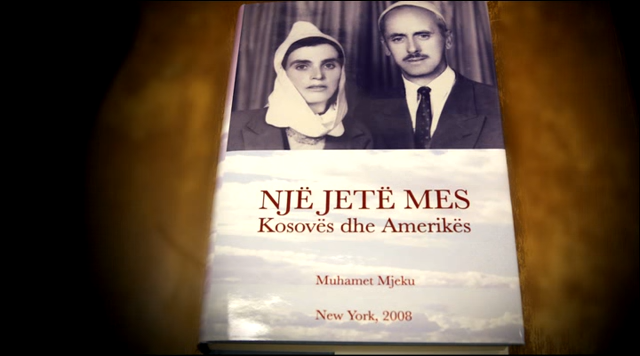 NJË JETË MES
Kosovës dhe Amerikës
Muhamet Mjeku
New York, 2008